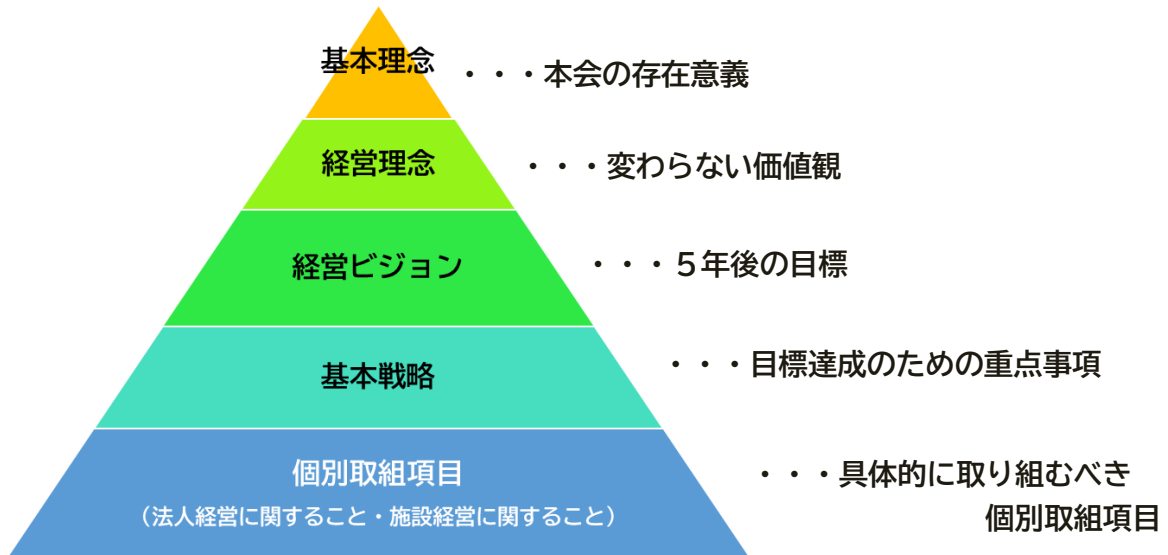 基本理念
・・・本会の存在意義
経営理念
・・・変わらない価値観
経営ビジョン
・・・５年後の目標
基本戦略
・・・目標達成のための重点事項
個別取組項目
（法人経営に関すること・施設経営に関すること）
・・・具体的に取り組むべき
個別取組項目